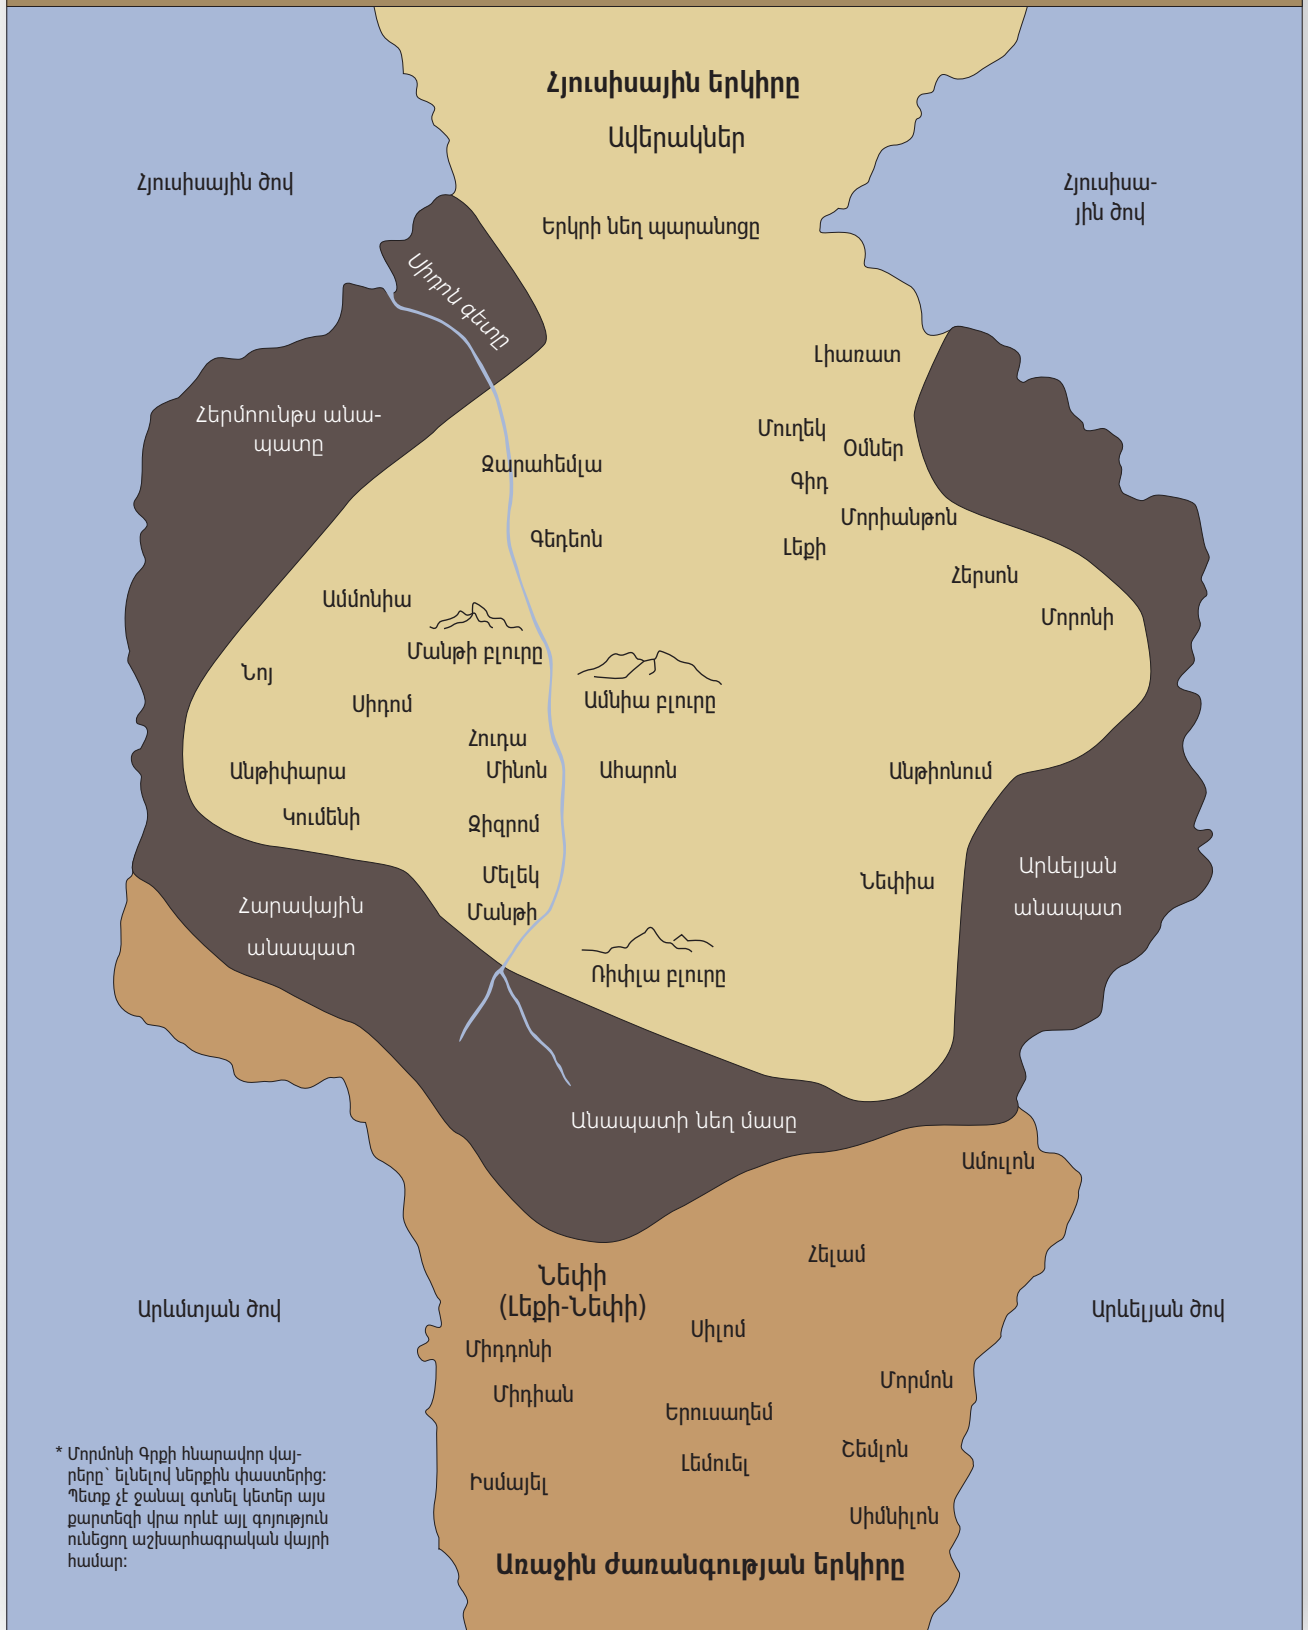 Հյուսիսային երկիրը
Ավերակներ
Հյուսիսային ծով
Հյուսիսա-
յին ծով
Երկրի նեղ պարանոցը
Սիդոն գետը
Լիառատ
Հերմոունթս անա-
պատը
Մուղեկ
Օմներ
Զարահեմլա
Գիդ
Մորիանթոն
Գեդեոն
Լեքի
Հերսոն
Ամմոնիա
Մորոնի
Մանթի բլուրը
Նոյ
Ամնիա բլուրը
Սիդոմ
Հուդա
Անթիփարա
Մինոն
Ահարոն
Անթիոնում
Կումենի
Զիզրոմ
Արևելյան
անապատ
Մելեկ
Նեփիա
Հարավային
անապատ
Մանթի
Ռիփլա բլուրը
Անապատի նեղ մասը
Ամուլոն
Հելամ
Նեփի
(Լեքի-Նեփի)
Արևմտյան ծով
Արևելյան ծով
Սիլոմ
Միդդոնի
Մորմոն
Միդիան
Երուսաղեմ
Շեմլոն
Լեմուել
Իսմայել
Սիմնիլոն
* Մորմոնի Գրքի հնարավոր վայ-
րերը՝ ելնելով ներքին փաստերից։
Պետք չէ ջանալ գտնել կետեր այս
քարտեզի վրա որևէ այլ գոյություն
ունեցող աշխարհագրական վայրի
համար։
Առաջին ժառանգության երկիրը